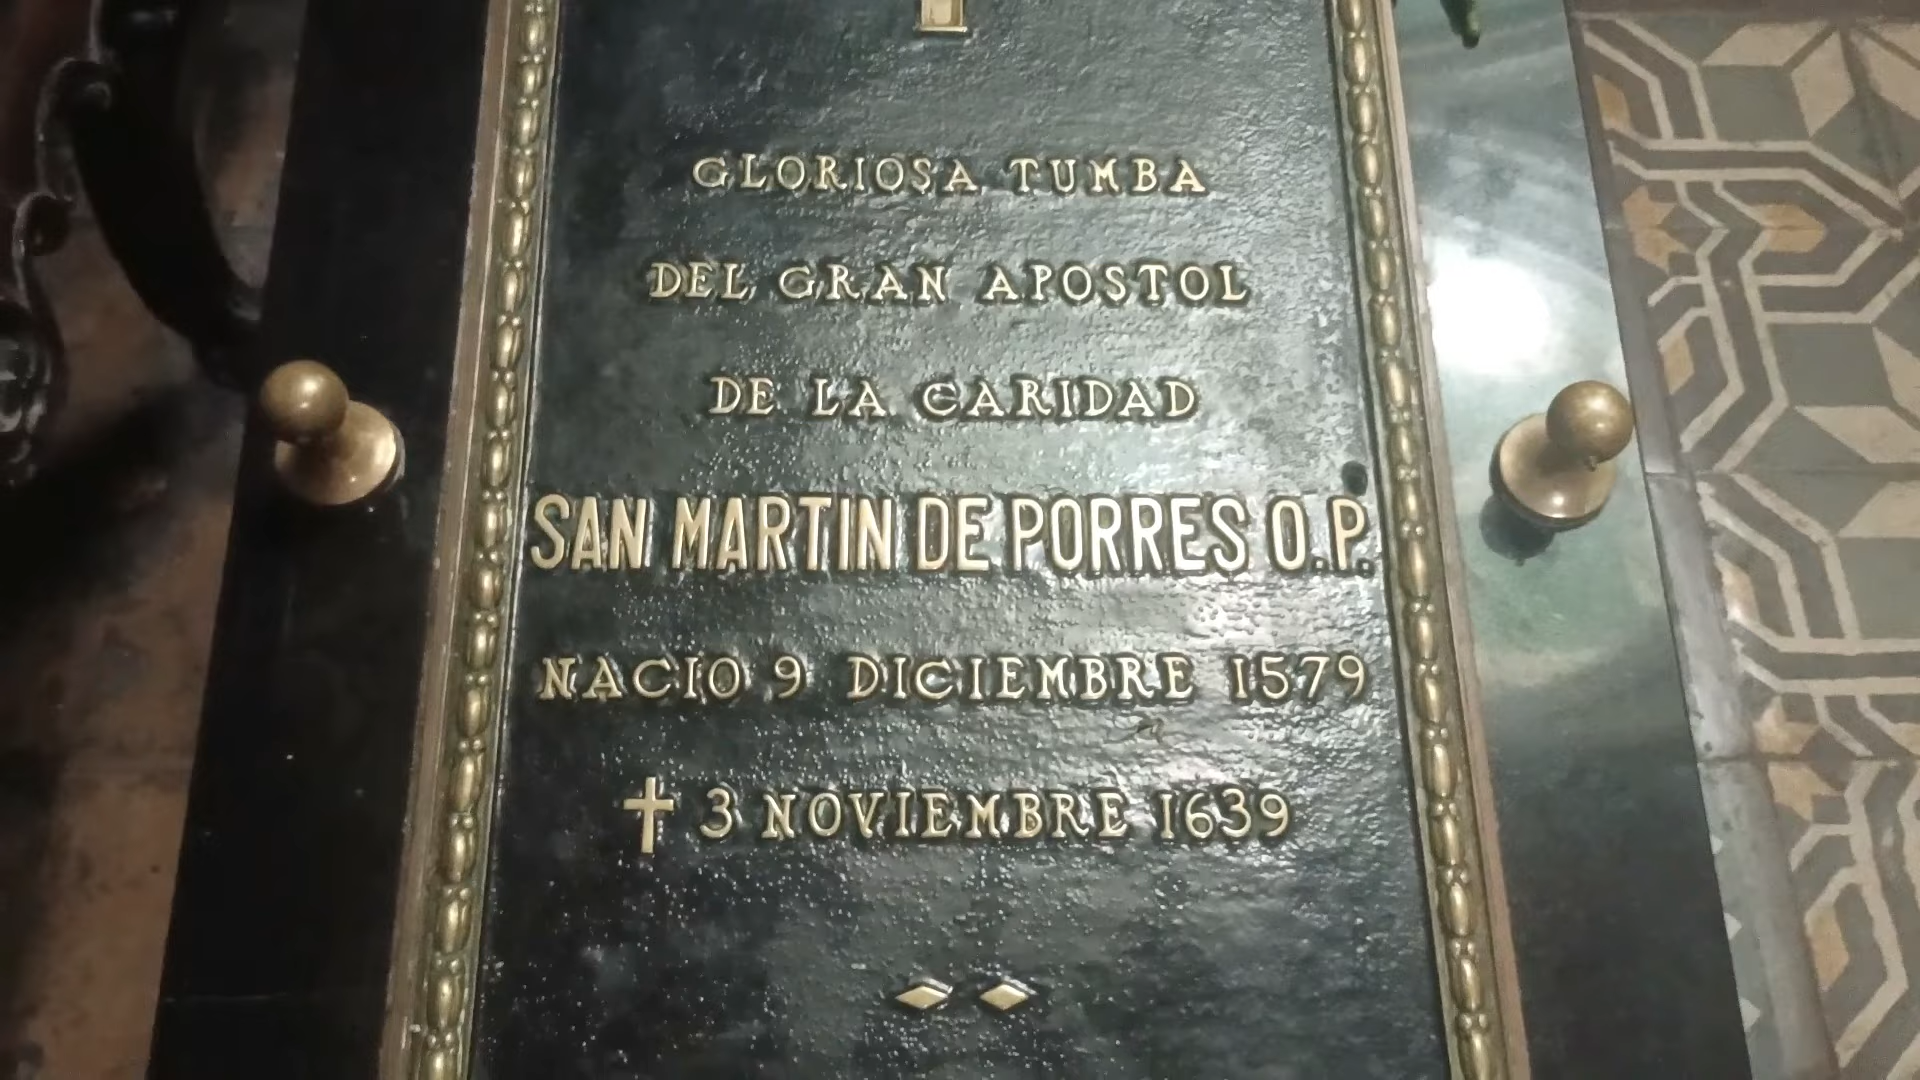 GLORIOSA TUMBA
DEL GRAN APOSTOL
DE LA CARIDAD
SAN MARTIN DE PORRES O.P.
NACIO 9 DICIEMBRE 1579
✝ 3 NOVIEMBRE 1639